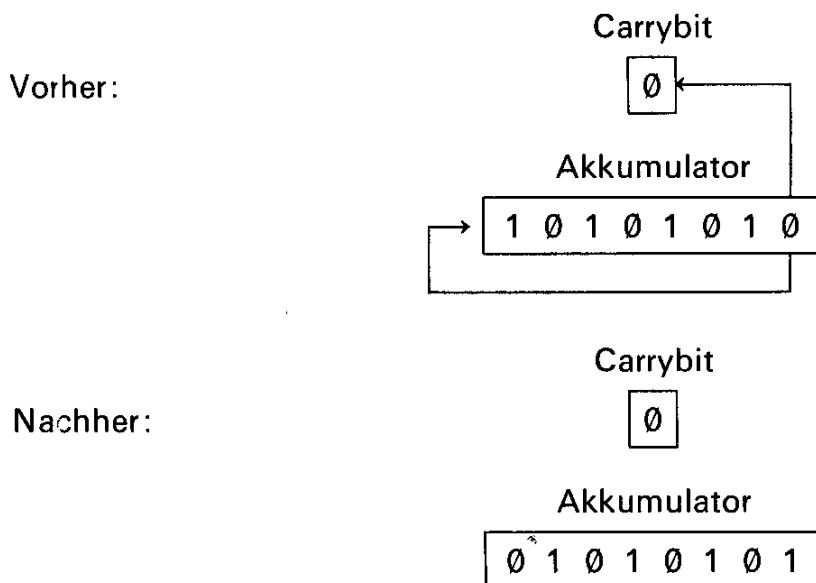 Carrybit
Vorher: Ø
Akkumulator
1 Ø 1 Ø 1 Ø 1 Ø
Carrybit
Nachher: Ø
Akkumulator
Ø 1 Ø 1 Ø 1 Ø 1